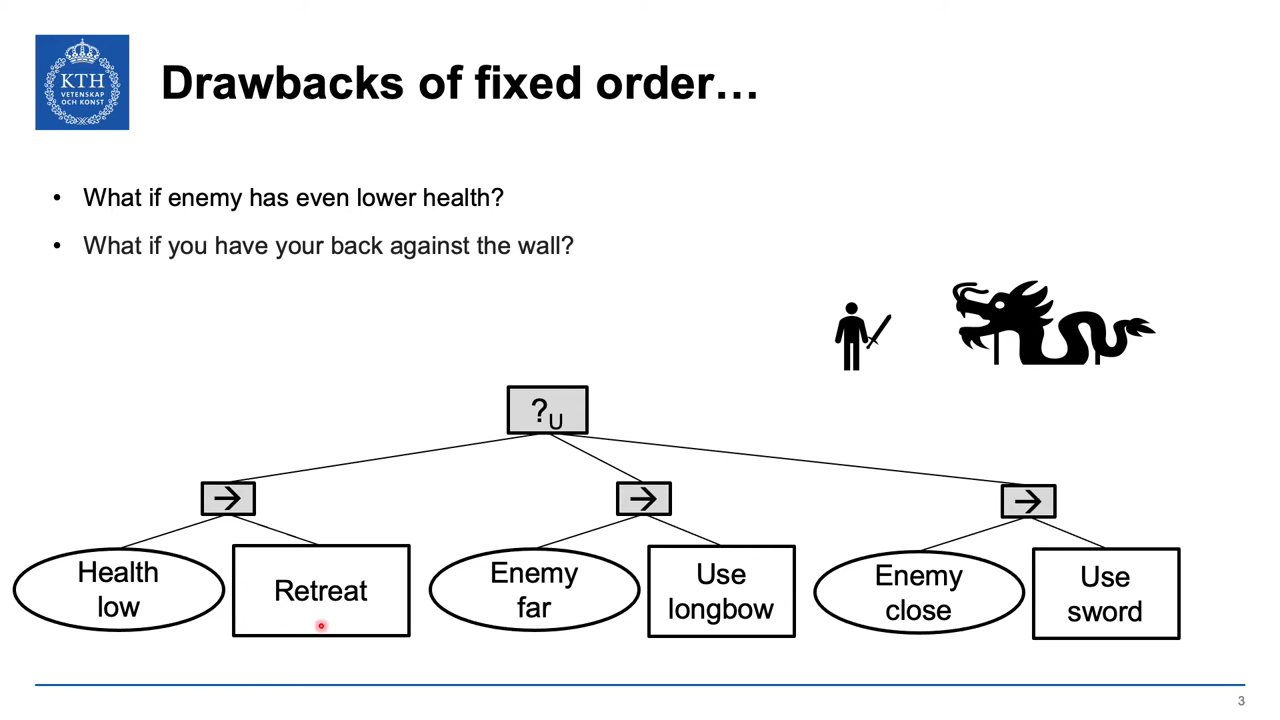 KTH
VETENSKAP
OCH KONST
Drawbacks of fixed order...
• What if enemy has even lower health?
• What if you have your back against the wall?
?U
→
→
→
Health
low
Retreat
Enemy
far
Use
longbow
Enemy
close
Use
sword
3